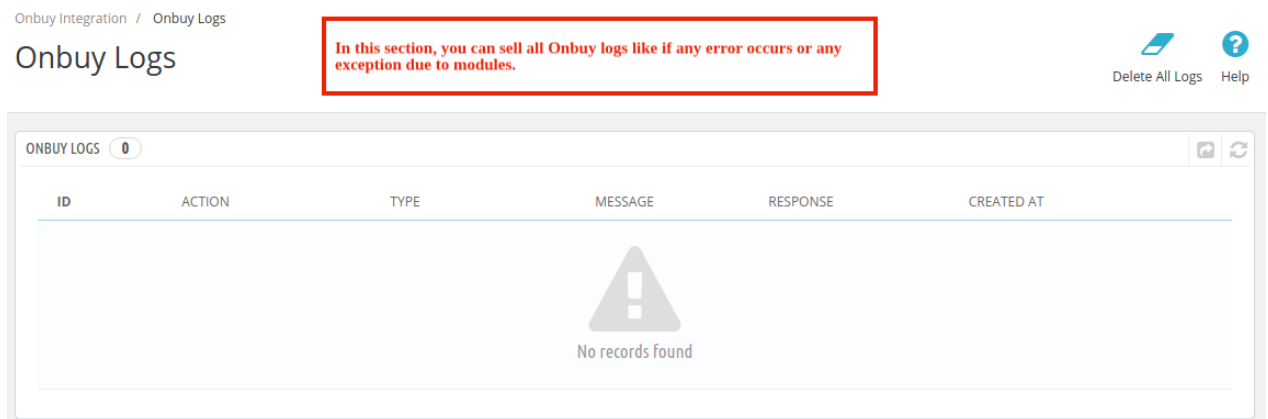 Onbuy Integration / Onbuy Logs
Onbuy Logs
In this section, you can sell all Onbuy logs like if any error occurs or any
exception due to modules.
Delete All Logs
Help
ONBUY LOGS 0
ID ACTION TYPE MESSAGE RESPONSE CREATED AT
No records found